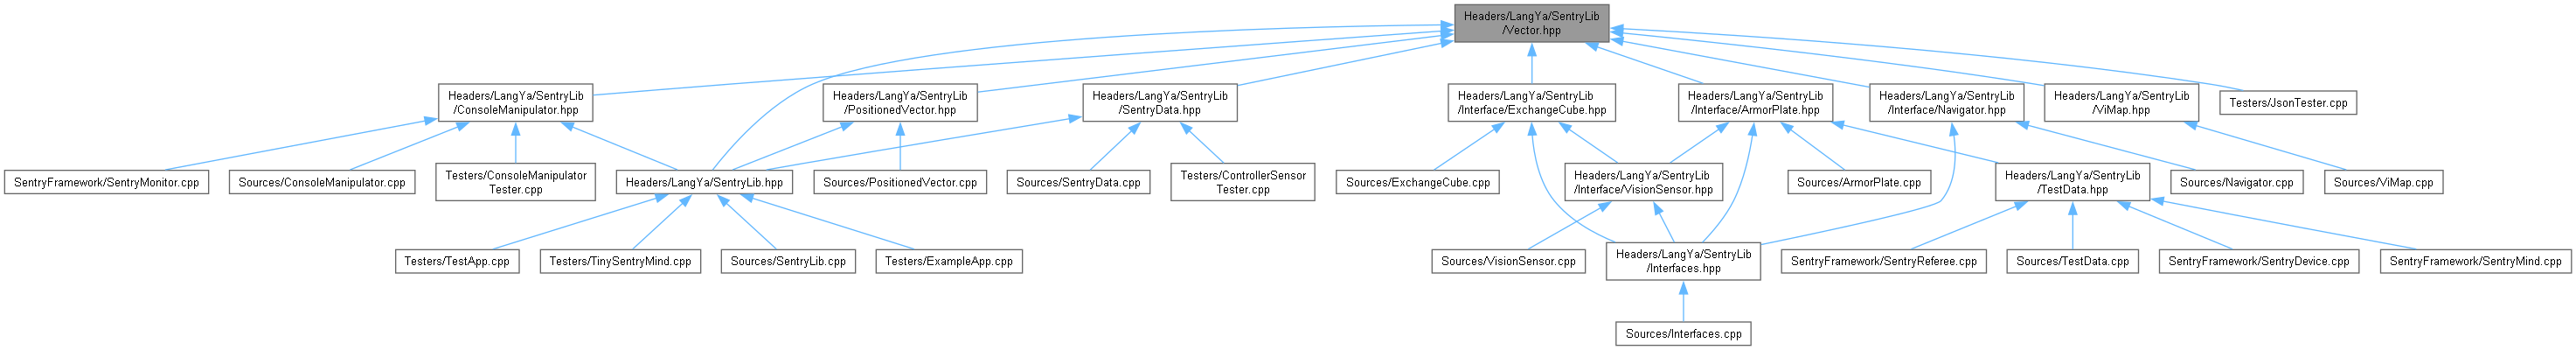 Headers/LangYa/SentryLib
/Vector.hpp
Headers/LangYa/SentryLib
/ConsoleManipulator.hpp
Headers/LangYa/SentryLib
/PositionedVector.hpp
Headers/LangYa/SentryLib
/SentryData.hpp
Headers/LangYa/SentryLib
/Interface/ExchangeCube.hpp
Headers/LangYa/SentryLib
/Interface/ArmorPlate.hpp
Headers/LangYa/SentryLib
/Interface/Navigator.hpp
Headers/LangYa/SentryLib
/ViMap.hpp
Testers/JsonTester.cpp
SentryFramework/SentryMonitor.cpp
Sources/ConsoleManipulator.cpp
Testers/ConsoleManipulator
Tester.cpp
Headers/LangYa/SentryLib.hpp
Sources/PositionedVector.cpp
Sources/SentryData.cpp
Testers/ControllerSensor
Tester.cpp
Sources/ExchangeCube.cpp
Headers/LangYa/SentryLib
/Interface/VisionSensor.hpp
Sources/ArmorPlate.cpp
Headers/LangYa/SentryLib
/TestData.hpp
Sources/Navigator.cpp
Sources/ViMap.cpp
Testers/TestApp.cpp
Testers/TinySentryMind.cpp
Sources/SentryLib.cpp
Testers/ExampleApp.cpp
Sources/VisionSensor.cpp
Headers/LangYa/SentryLib
/Interfaces.hpp
SentryFramework/SentryReferee.cpp
Sources/TestData.cpp
SentryFramework/SentryDevice.cpp
SentryFramework/SentryMind.cpp
Sources/Interfaces.cpp